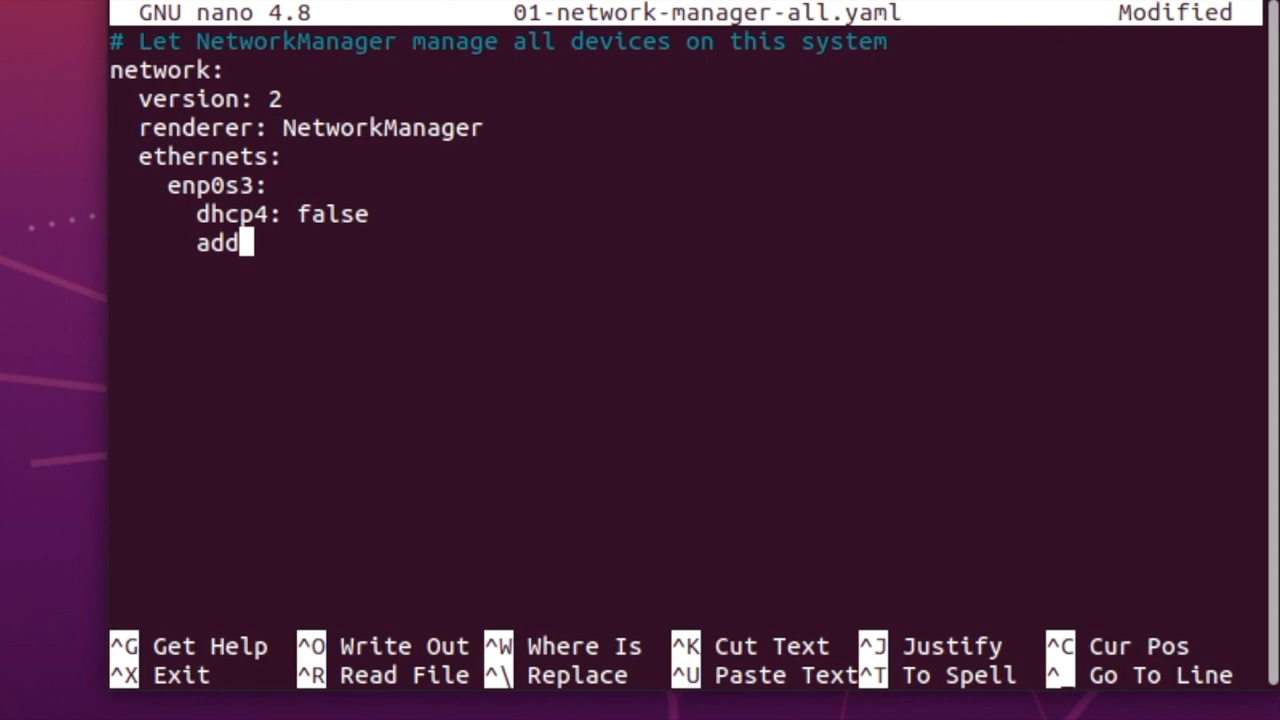 GNU nano 4.8 01-network-manager-all.yaml Modified
# Let NetworkManager manage all devices on this system
network:
  version: 2
  renderer: NetworkManager
  ethernets:
    enp0s3:
      dhcp4: false
      add
^G Get Help ^O Write Out ^W Where Is ^K Cut Text ^J Justify ^C Cur Pos
^X Exit ^R Read File ^\ Replace ^U Paste Text^T To Spell ^_ Go To Line